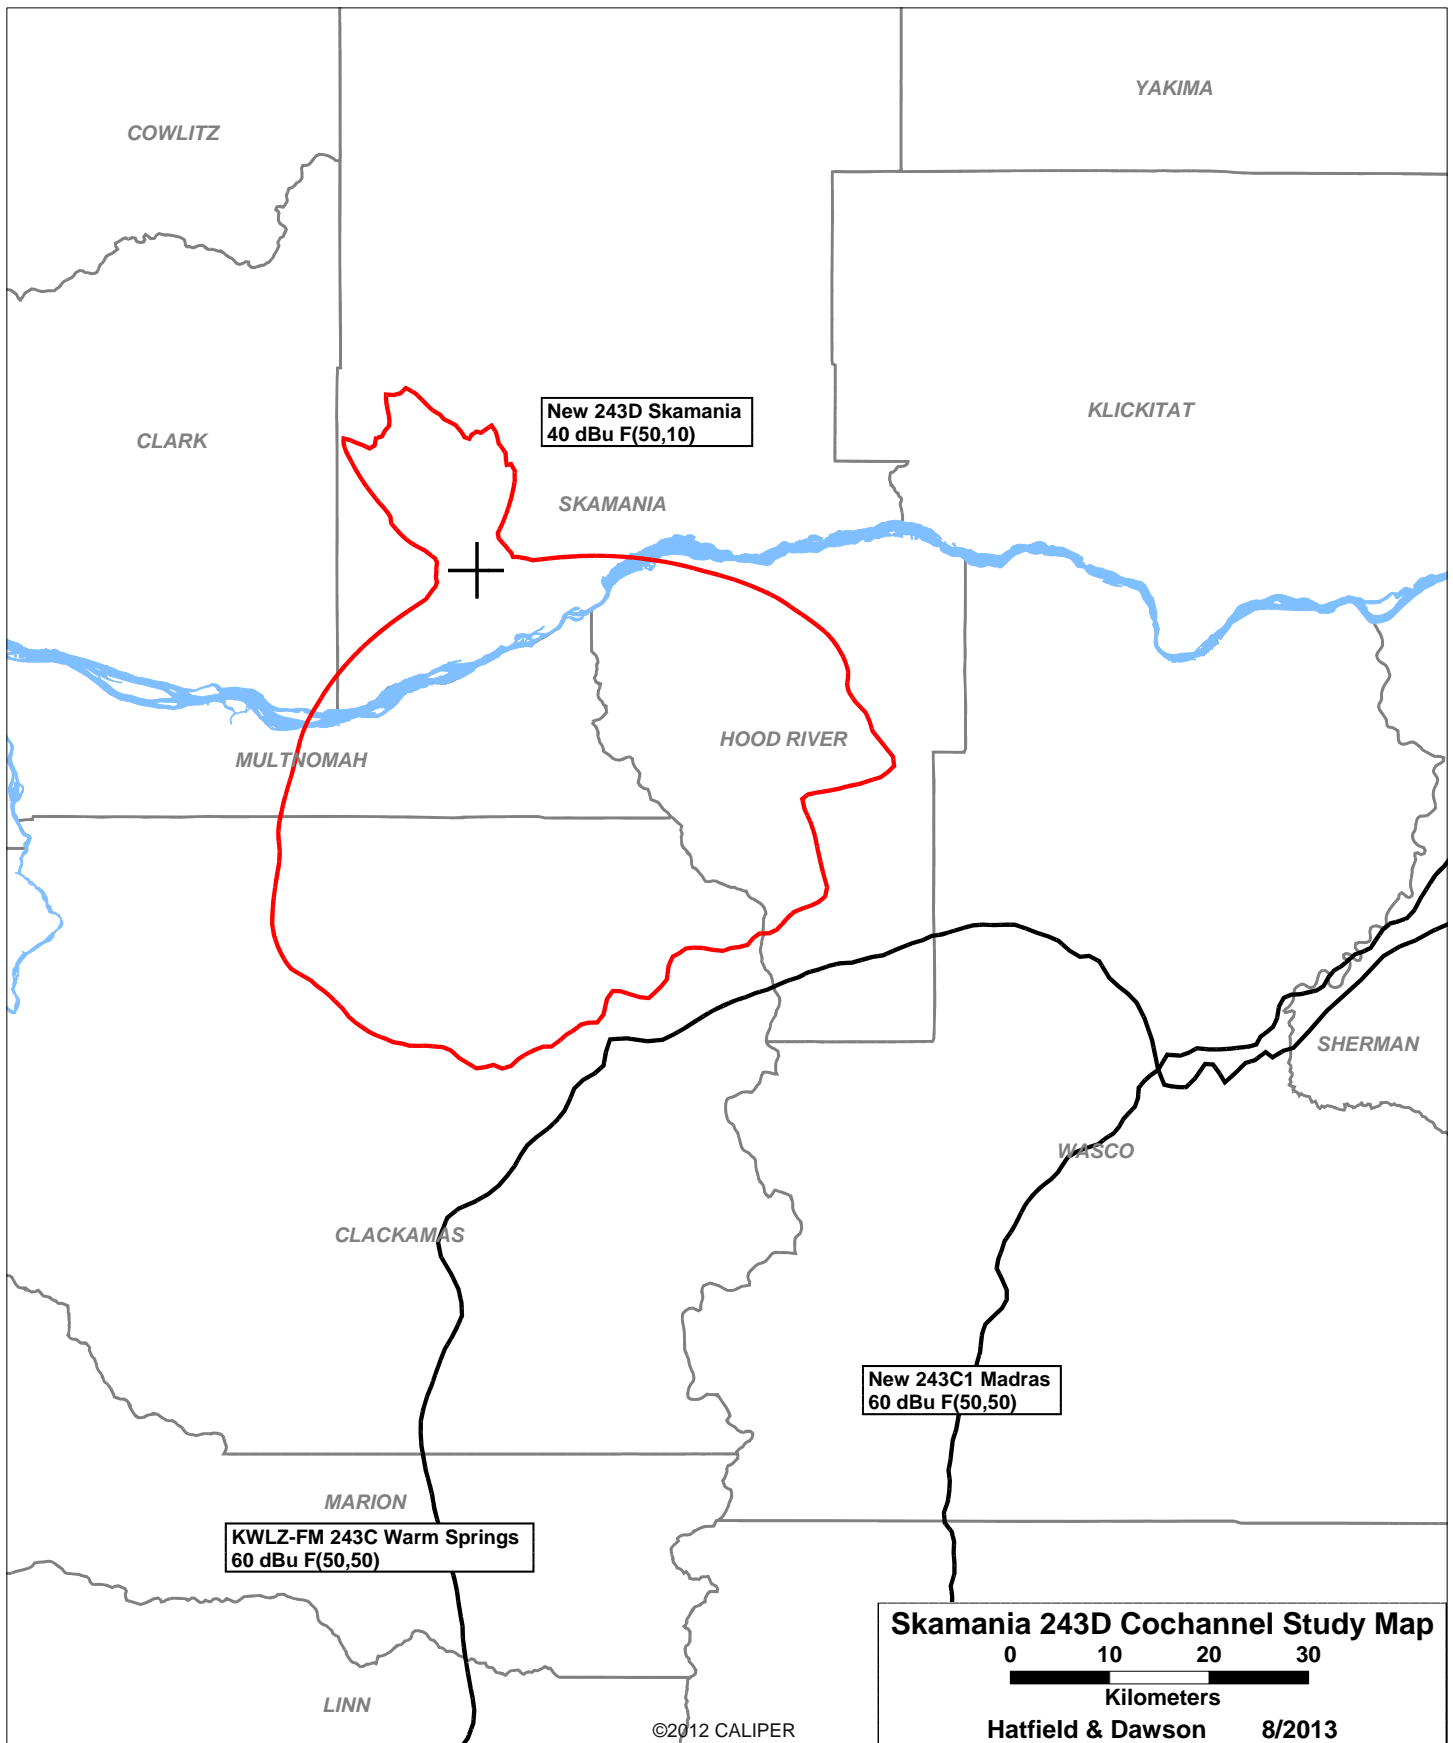 YAKIMA
COWLITZ
New 243D Skamania
40 dBu F(50,10)
KLICKITAT
CLARK
SKAMANIA
HOOD RIVER
MULTNOMAH
SHERMAN
WASCO
CLACKAMAS
New 243C1 Madras
60 dBu F(50,50)
MARION
KWLZ-FM 243C Warm Springs
60 dBu F(50,50)
Skamania 243D Cochannel Study Map
0 10 20 30
Kilometers
LINN
©2012 CALIPER
Hatfield & Dawson 8/2013